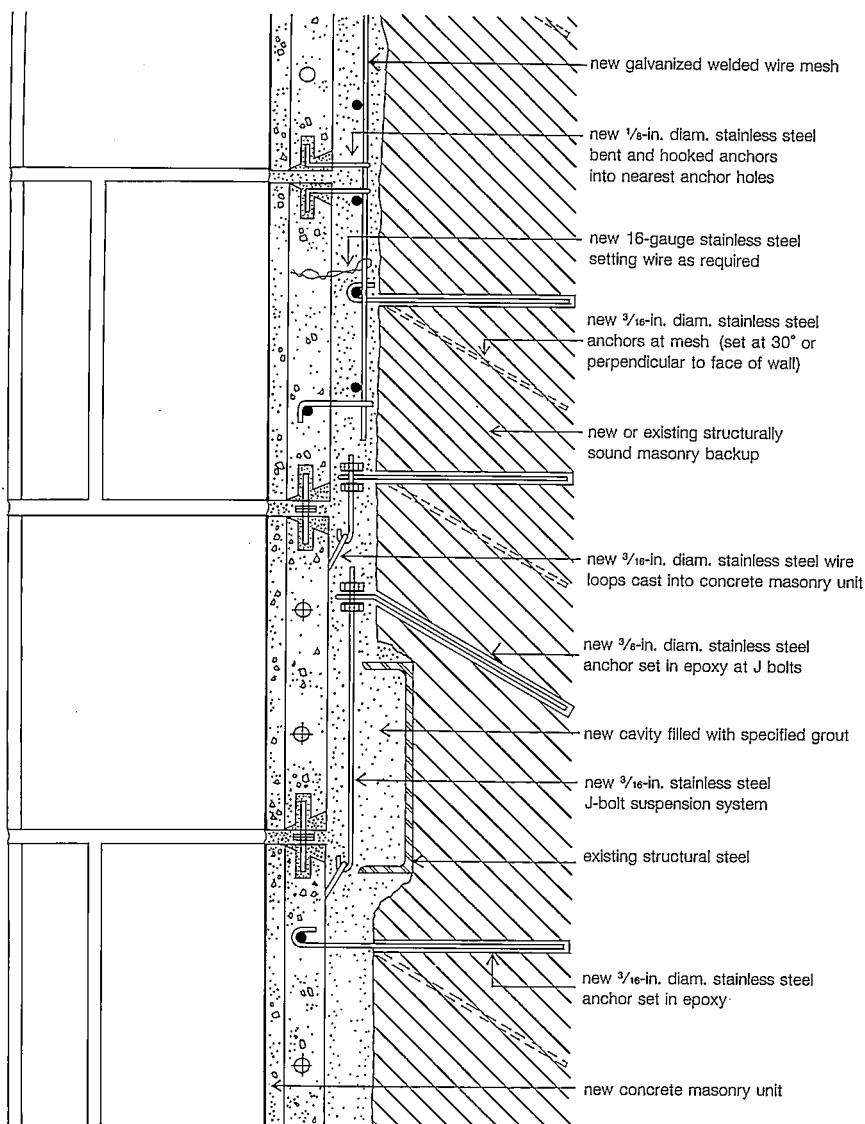 new galvanized welded wire mesh
new 1/8-in. diam. stainless steel
bent and hooked anchors
into nearest anchor holes
new 16-gauge stainless steel
setting wire as required
new 3/16-in. diam. stainless steel
anchors at mesh (set at 30° or
perpendicular to face of wall)
new or existing structurally
sound masonry backup
new 3/16-in. diam. stainless steel wire
loops cast into concrete masonry unit
new 3/8-in. diam. stainless steel
anchor set in epoxy at J bolts
new cavity filled with specified grout
new 3/16-in. stainless steel
J-bolt suspension system
existing structural steel
new 3/16-in. diam. stainless steel
anchor set in epoxy
new concrete masonry unit